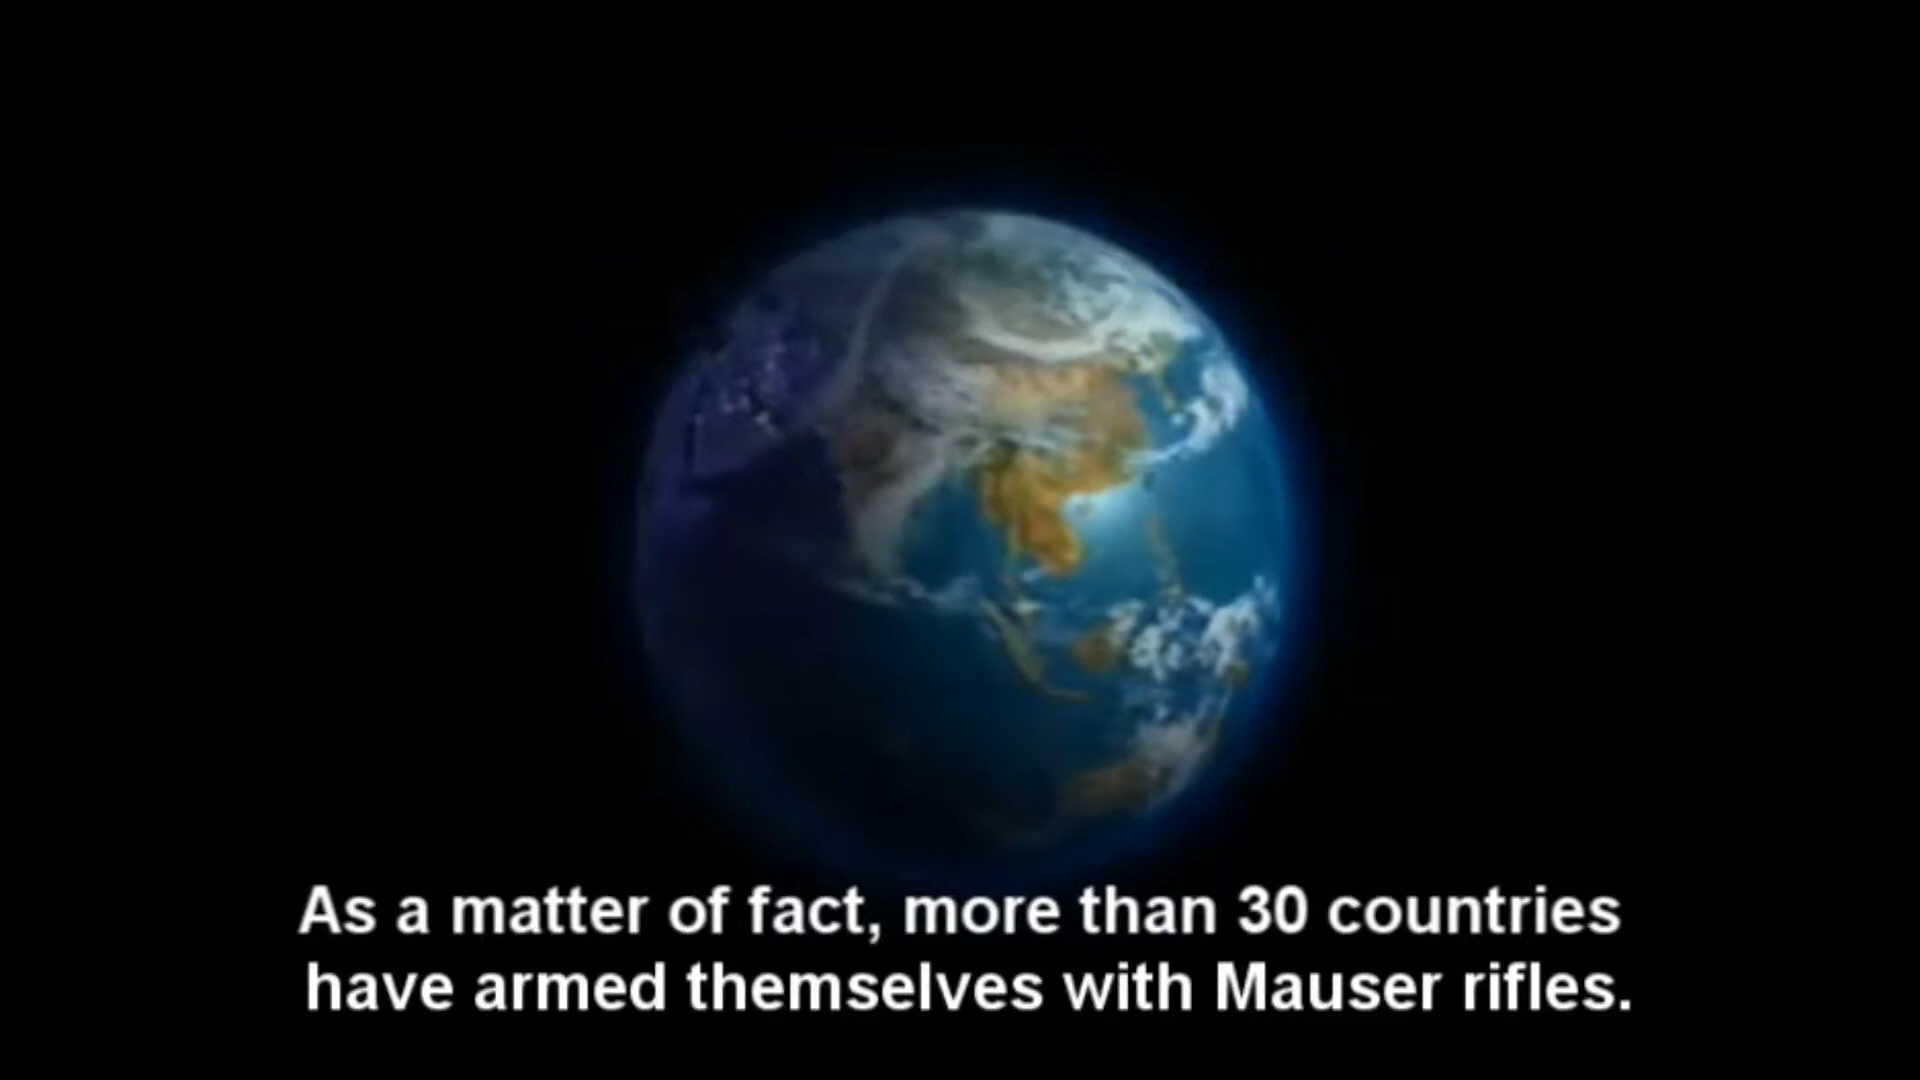 As a matter of fact, more than 30 countries
have armed themselves with Mauser rifles.